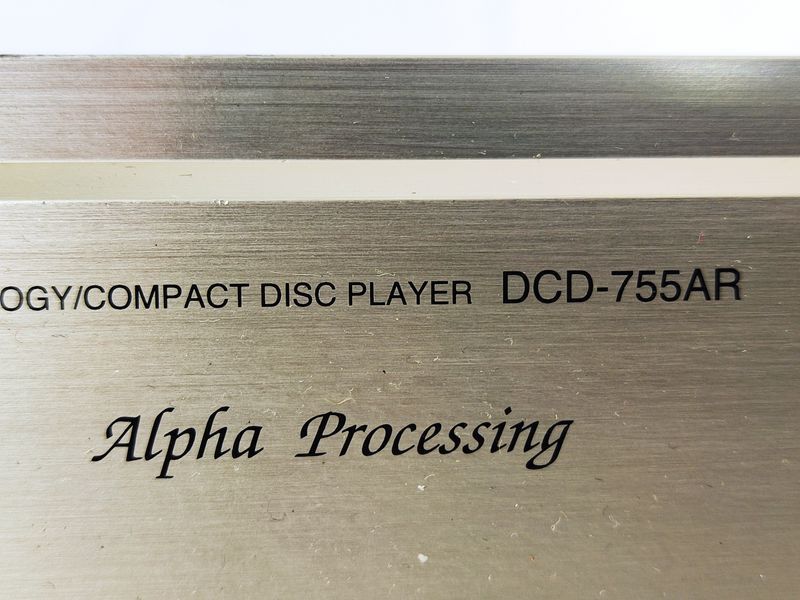 OGY/COMPACT DISC PLAYER DCD-755AR
Alpha Processing